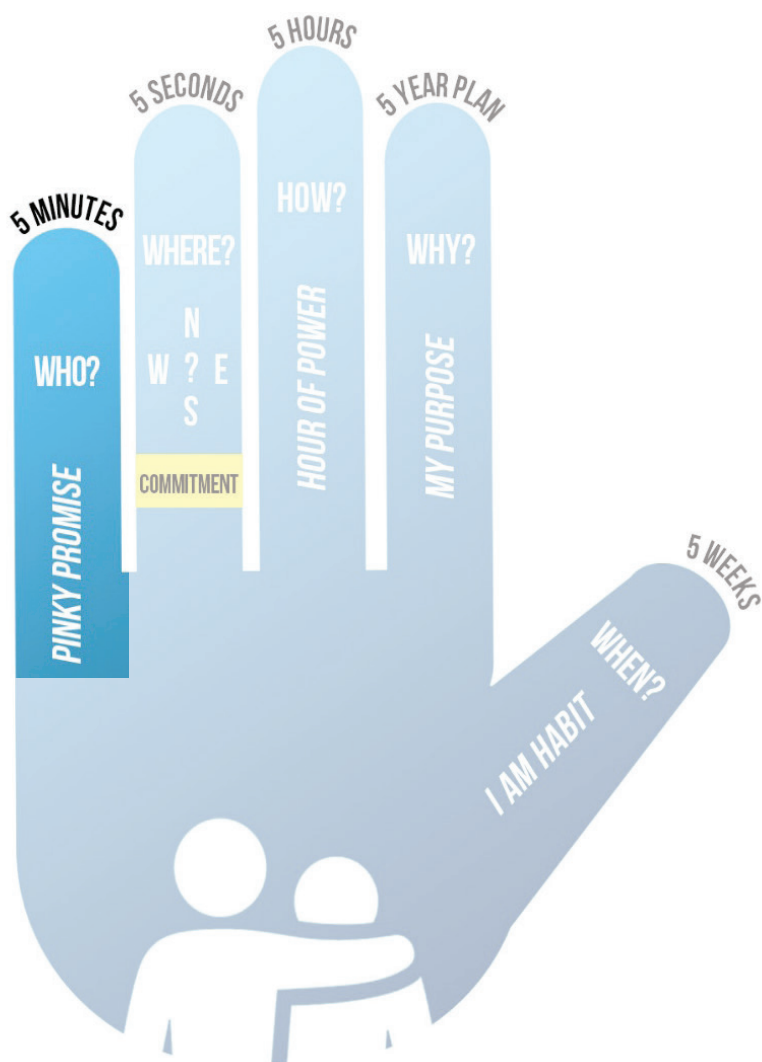 5 MINUTES
WHO?
PINKY PROMISE
5 SECONDS
WHERE?
N
W ? E
S
COMMITMENT
5 HOURS
HOW?
HOUR OF POWER
5 YEAR PLAN
WHY?
MY PURPOSE
5 WEEKS
WHEN?
I AM HABIT